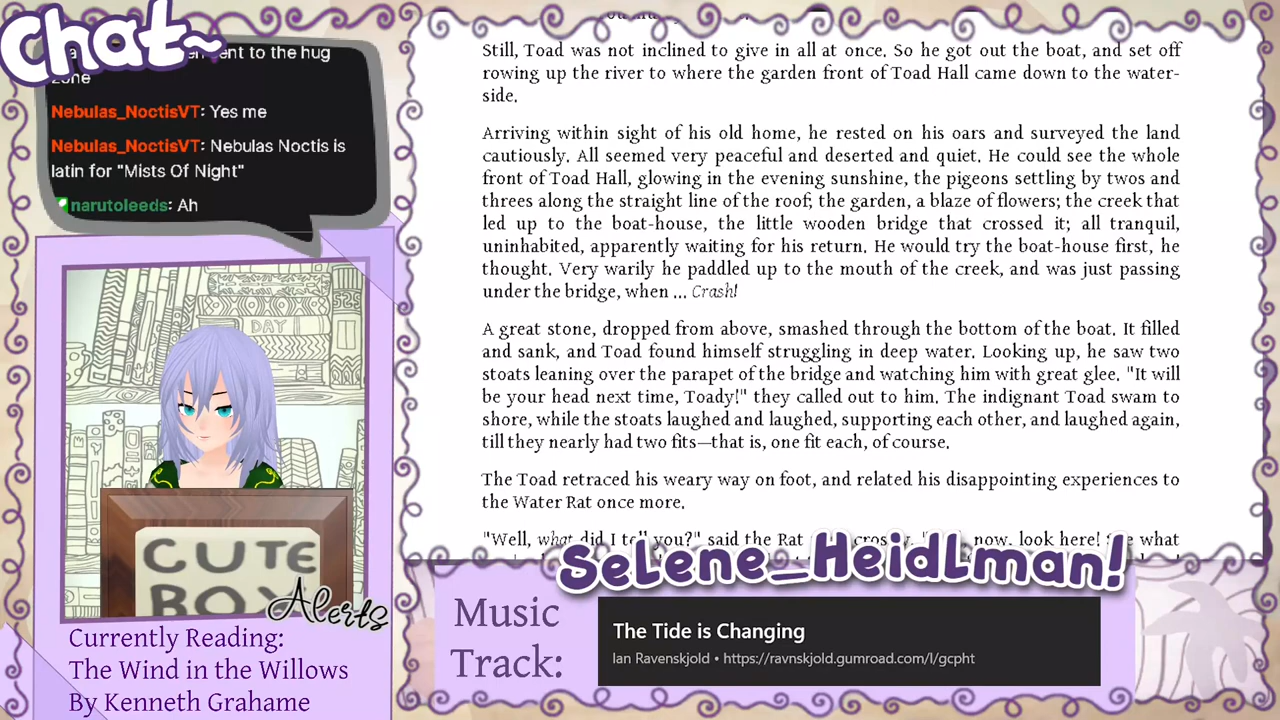 Chat~
ent to the hug
zone
Nebulas_NoctisVT: Yes me
Nebulas_NoctisVT: Nebulas Noctis is
latin for "Mists Of Night"
narutoleeds: Ah
DAY
CUTE
BOX
Alerts
Currently Reading:
The Wind in the Willows
By Kenneth Grahame
Still, Toad was not inclined to give in all at once. So he got out the boat, and set off
rowing up the river to where the garden front of Toad Hall came down to the water-
side.
Arriving within sight of his old home, he rested on his oars and surveyed the land
cautiously. All seemed very peaceful and deserted and quiet. He could see the whole
front of Toad Hall, glowing in the evening sunshine, the pigeons settling by twos and
threes along the straight line of the roof; the garden, a blaze of flowers; the creek that
led up to the boat-house, the little wooden bridge that crossed it; all tranquil,
uninhabited, apparently waiting for his return. He would try the boat-house first, he
thought. Very warily he paddled up to the mouth of the creek, and was just passing
under the bridge, when ... Crash!
A great stone, dropped from above, smashed through the bottom of the boat. It filled
and sank, and Toad found himself struggling in deep water. Looking up, he saw two
stoats leaning over the parapet of the bridge and watching him with great glee. "It will
be your head next time, Toady!" they called out to him. The indignant Toad swam to
shore, while the stoats laughed and laughed, supporting each other, and laughed again,
till they nearly had two fits—that is, one fit each, of course.
The Toad retraced his weary way on foot, and related his disappointing experiences to
the Water Rat once more.
"Well, what did I tell you?" said the Rat now, look here! what
Selene_Heidlman!
Music
Track:
The Tide is Changing
Ian Ravenskjold • https://ravnskjold.gumroad.com/l/gcpht